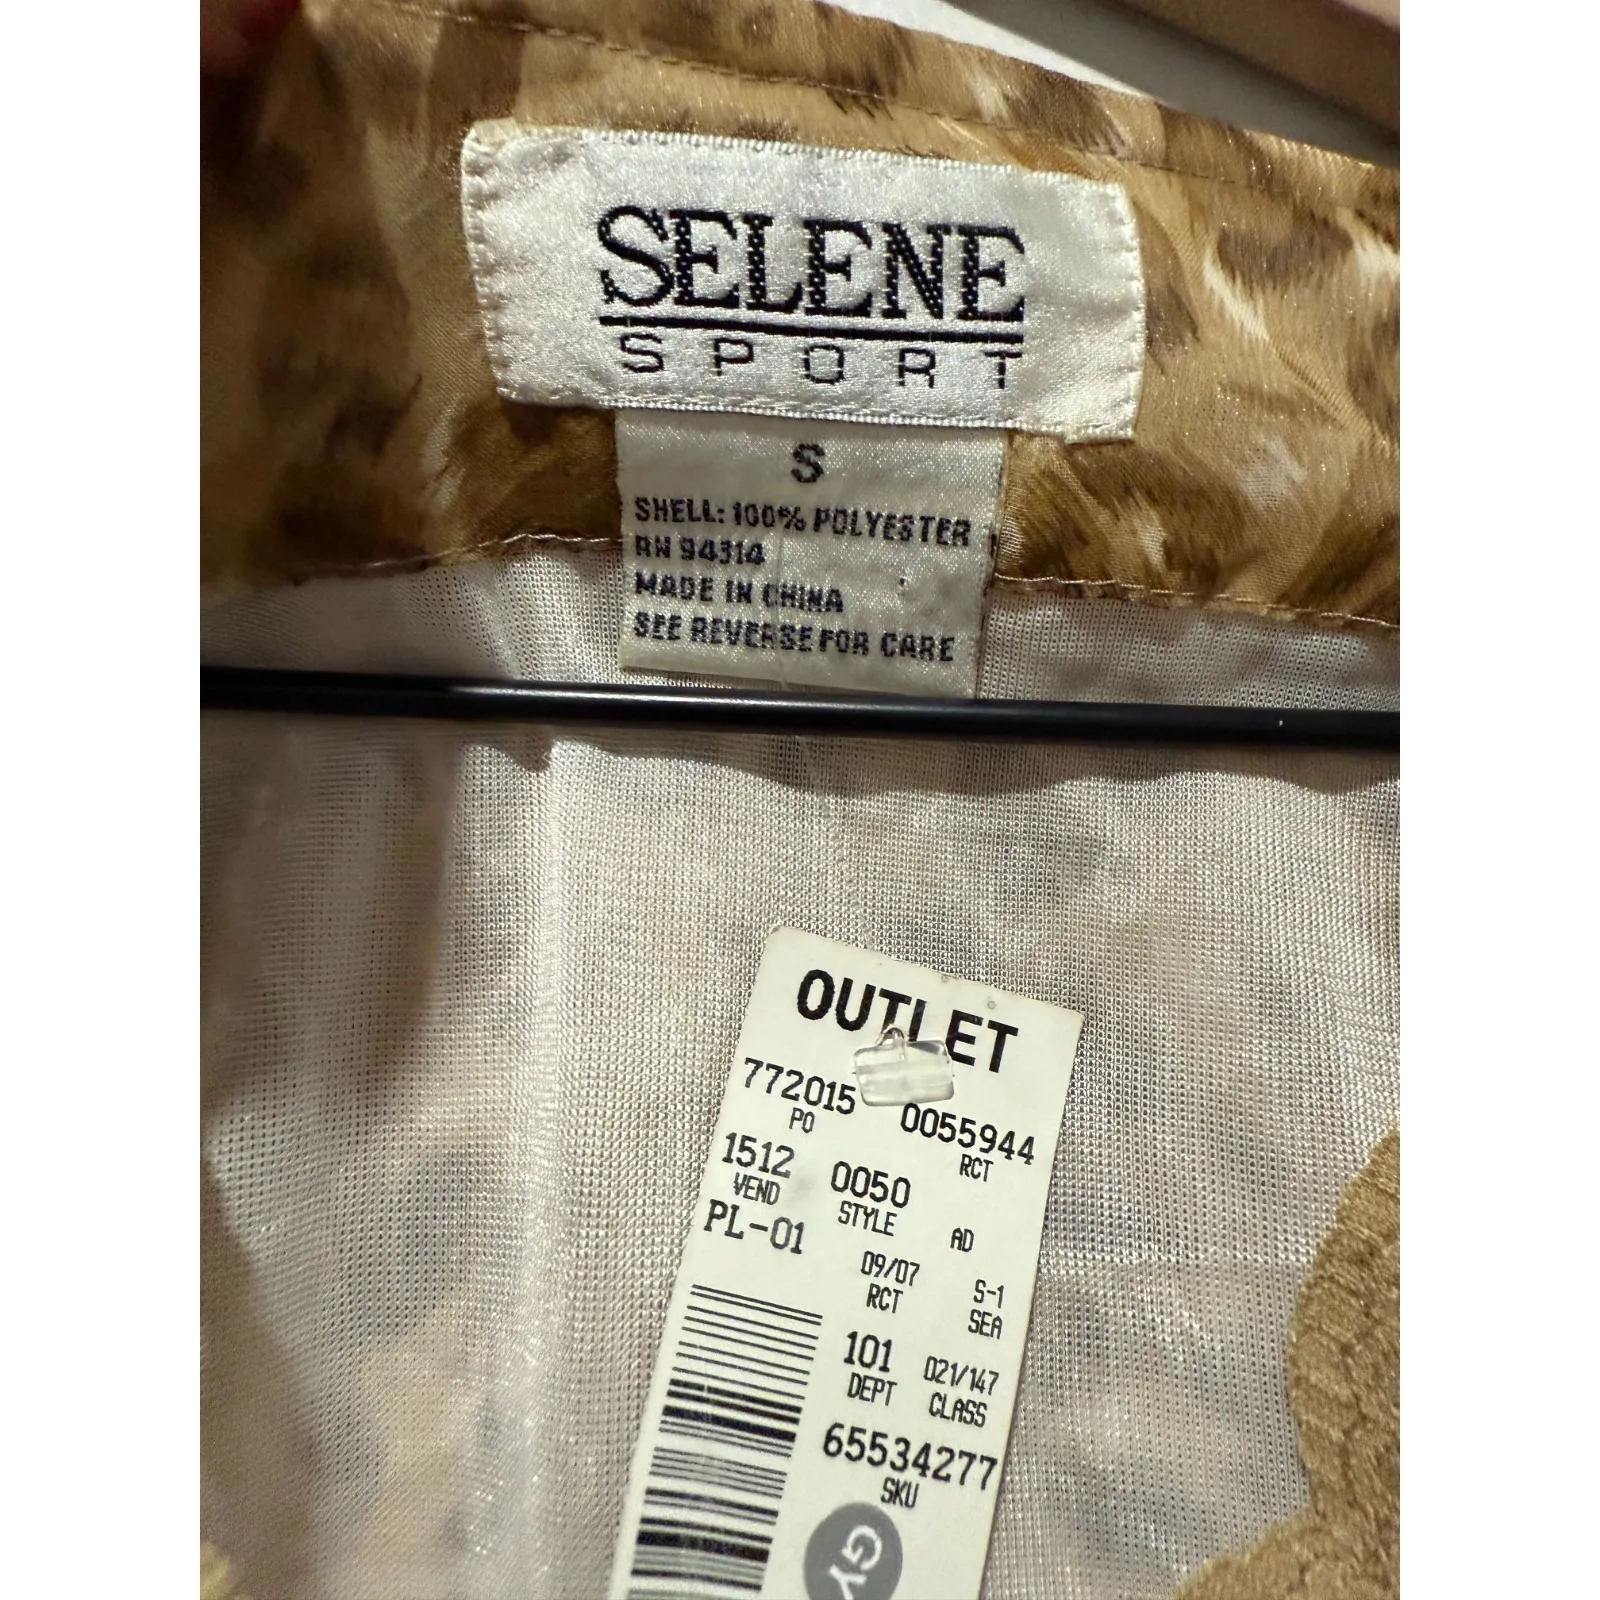 SELENE
SPORT
S
SHELL: 100% POLYESTER
RN 94314
MADE IN CHINA
SEE REVERSE FOR CARE
OUTLET
772015 0055944
PO RCT
1512 0050
VEND STYLE AD
PL-01 09/07 S-1
RCT SEA
101 021/147
DEPT CLASS
65534277
SKU
GY